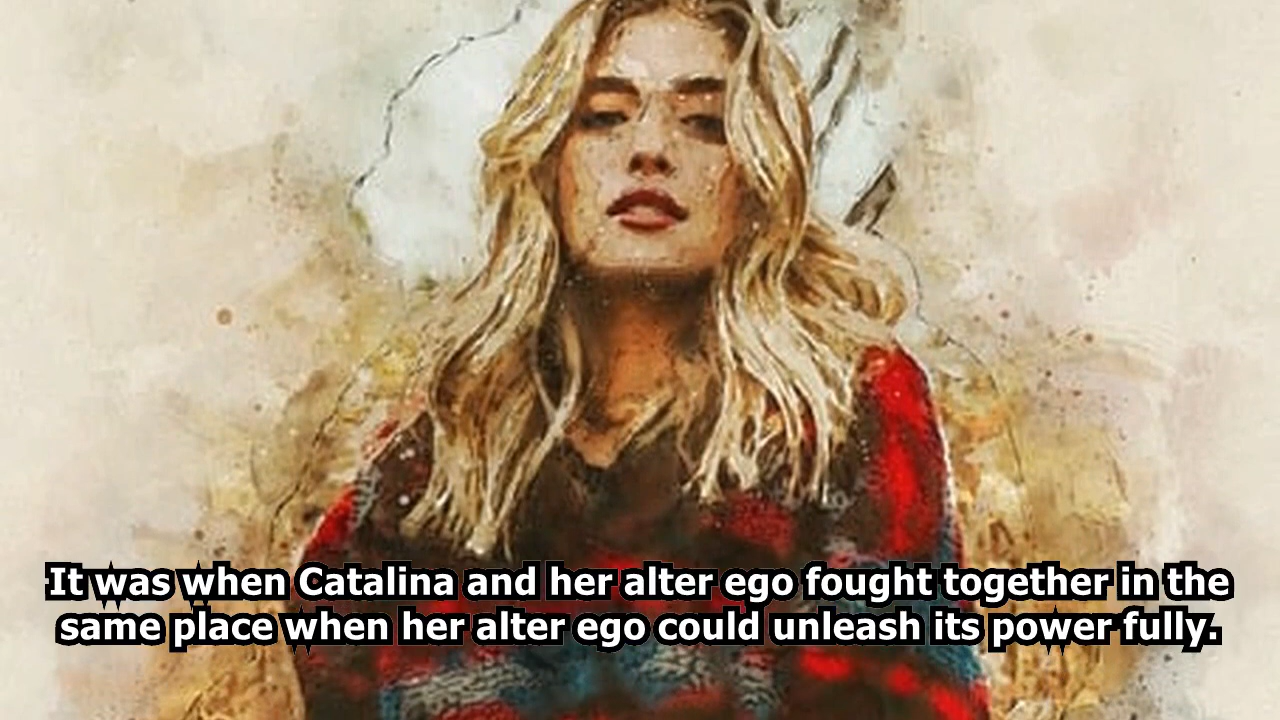 It was when Catalina and her alter ego fought together in the
same place when her alter ego could unleash its power fully.